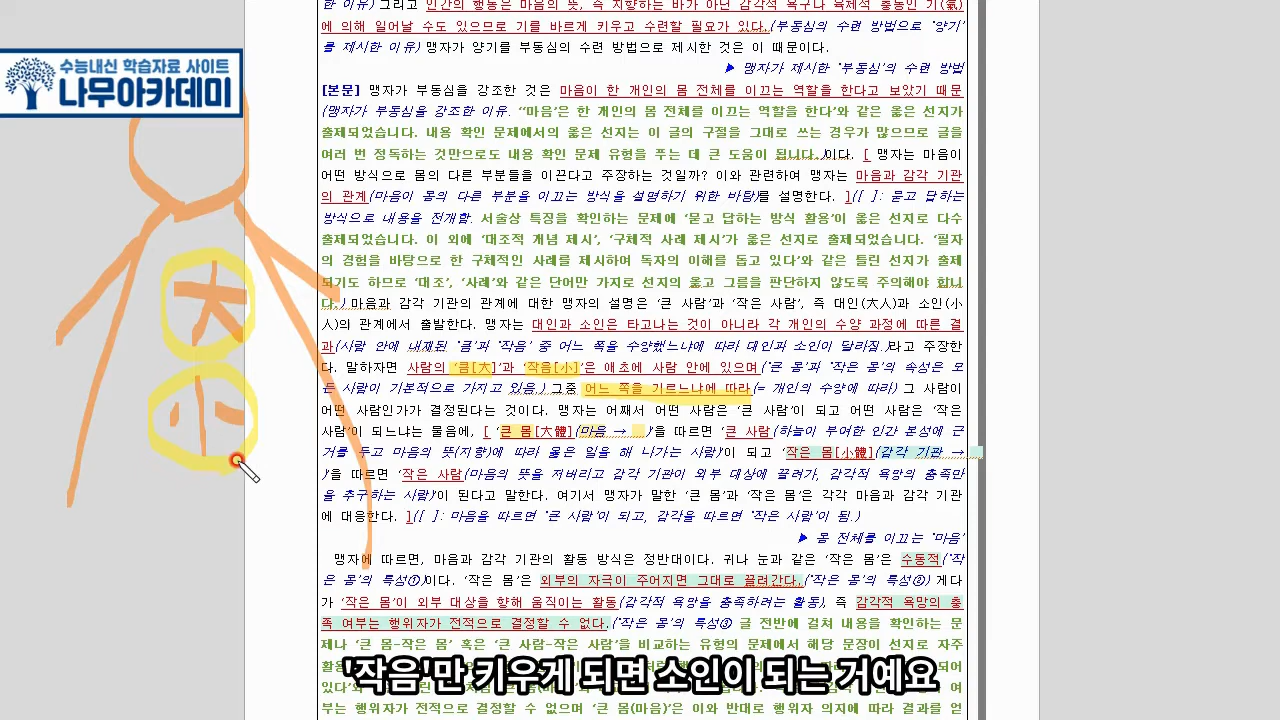 한 이유) 그리고 인간의 행동은 마음의 뜻, 즉 지향하는 바가 아닌 감각적 욕구나 육체적 충동인 기(氣)
에 의해 일어날 수도 있으므로 기를 바르게 키우고 수련할 필요가 있다.(부동심의 수련 방법으로 '양기'
를 제시한 이유) 맹자가 양기를 부동심의 수련 방법으로 제시한 것은 이 때문이다.
▶ 맹자가 제시한 '부동심'의 수련 방법
수능내신 학습자료 사이트
나무아카데미
[본문] 맹자가 부동심을 강조한 것은 마음이 한 개인의 몸 전체를 이끄는 역할을 한다고 보았기 때문
(맹자가 부동심을 강조한 이유. '마음'은 한 개인의 몸 전체를 이끄는 역할을 한다'와 같은 옳은 선지가
출제되었습니다. 내용 확인 문제에서의 옳은 선지는 이 글의 구절을 그대로 쓰는 경우가 많으므로 글을
여러 번 정독하는 것만으로도 내용 확인 문제 유형을 푸는 데 큰 도움이 됩니다.)이다. [ 맹자는 마음이
어떤 방식으로 몸의 다른 부분들을 이끈다고 주장하는 것일까? 이와 관련하여 맹자는 마음과 감각 기관
의 관계(마음이 몸의 다른 부분을 이끄는 방식을 설명하기 위한 바탕)를 설명한다. ]([ ]: 묻고 답하는
방식으로 내용을 전개함. 서술상 특징을 확인하는 문제에 '묻고 답하는 방식 활용'이 옳은 선지로 다수
출제되었습니다. 이 외에 '대조적 개념 제시', '구체적 사례 제시'가 옳은 선지로 출제되었습니다. '필자
의 경험을 바탕으로 한 구체적인 사례를 제시하여 독자의 이해를 돕고 있다'와 같은 틀린 선지가 출제
되기도 하므로 '대조', '사례'와 같은 단어만 가지로 선지의 옳고 그름을 판단하지 않도록 주의해야 합니
다.) 마음과 감각 기관의 관계에 대한 맹자의 설명은 '큰 사람'과 '작은 사람', 즉 대인(大人)과 소인(小
人)의 관계에서 출발한다. 맹자는 대인과 소인은 타고나는 것이 아니라 각 개인의 수양 과정에 따른 결
과(사람 안에 내재된 '큼'과 '작음' 중 어느 쪽을 수양했느냐에 따라 대인과 소인이 달라짐.)라고 주장한
다. 말하자면 사람의 '큼[大]'과 '작음[小]'은 애초에 사람 안에 있으며('큰 몸'과 '작은 몸'의 속성은 모
든 사람이 기본적으로 가지고 있음.) 그중 어느 쪽을 기르느냐에 따라(= 개인의 수양에 따라) 그 사람이
어떤 사람인가가 결정된다는 것이다. 맹자는 어째서 어떤 사람은 '큰 사람'이 되고 어떤 사람은 '작은
사람'이 되느냐는 물음에, [ '큰 몸[大體](마음 → )'을 따르면 '큰 사람(하늘이 부여한 인간 본성에 근
거를 두고 마음의 뜻(지향)에 따라 옳은 일을 해 나가는 사람)'이 되고 '작은 몸[小體](감각 기관 →
)'을 따르면 '작은 사람(마음의 뜻을 저버리고 감각 기관이 외부 대상에 끌려가, 감각적 욕망의 충족만
을 추구하는 사람)'이 된다고 말한다. 여기서 맹자가 말한 '큰 몸'과 '작은 몸'은 각각 마음과 감각 기관
에 대응한다. ]([ ]: 마음을 따르면 '큰 사람'이 되고, 감각을 따르면 '작은 사람'이 됨.)
▶ 몸 전체를 이끄는 '마음'
大
小
맹자에 따르면, 마음과 감각 기관의 활동 방식은 정반대이다. 귀나 눈과 같은 '작은 몸'은 수동적('작
은 몸'의 특성①)이다. '작은 몸'은 외부의 자극이 주어지면 그대로 끌려간다.('작은 몸'의 특성②) 게다
가 '작은 몸'이 외부 대상을 향해 움직이는 활동(감각적 욕망을 충족하려는 활동), 즉 감각적 욕망의 충
족 여부는 행위자가 전적으로 결정할 수 없다.('작은 몸'의 특성③ 글 전반에 걸쳐 내용을 확인하는 문
제나 '큰 몸-작은 몸' 혹은 '큰 사람-작은 사람'을 비교하는 유형의 문제에서 해당 문장이 선지로 자주
'작음'만 키우게 되면 소인이 되는 거예요
부는 행위자가 전적으로 결정할 수 없으며 '큰 몸(마음)'은 이와 반대로 행위자 의지에 따라 결과를 얻